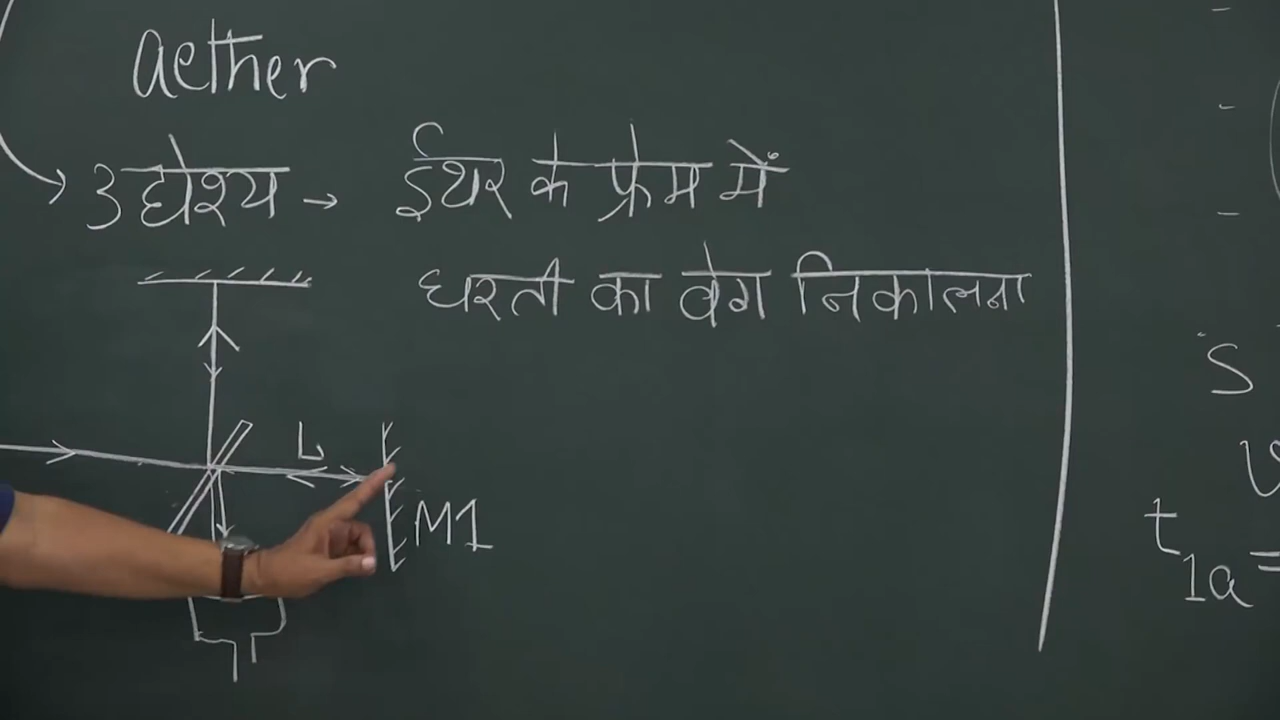 aether
उद्येश्य → ईथर के फ्रेम में
धरती का वेग निकालना
L
M1
S
t1a =